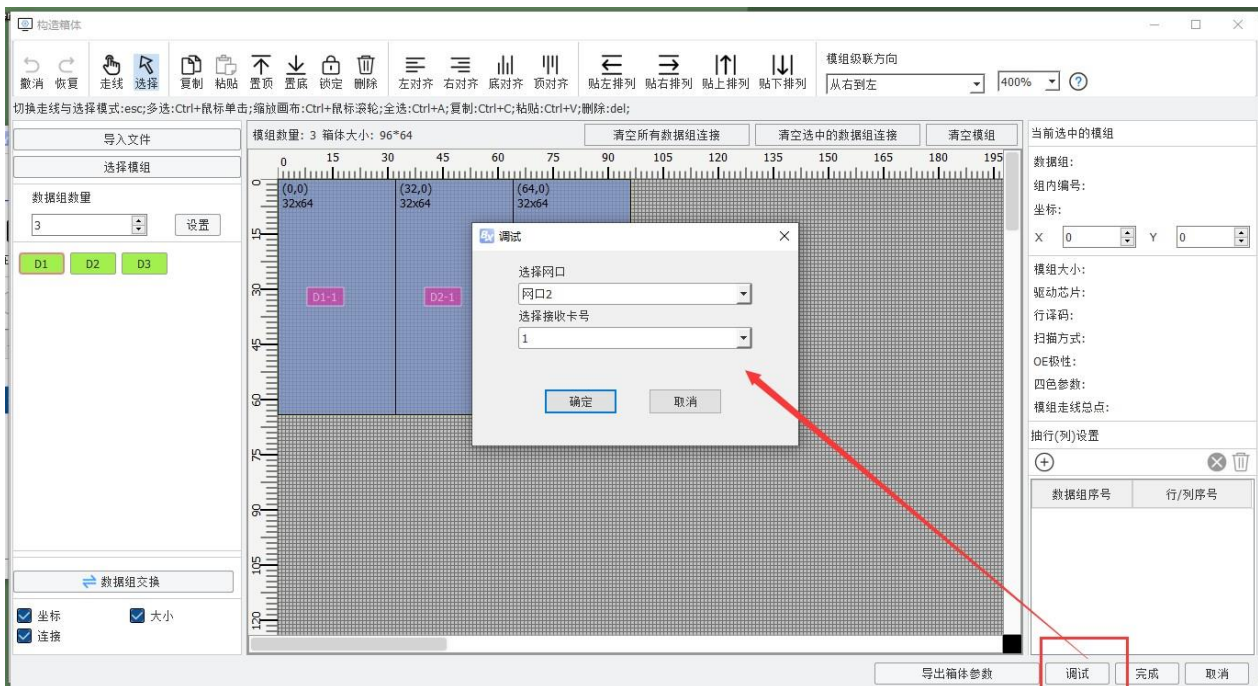 构造箱体
撤消 恢复 走线 选择 复制 粘贴 置顶 置底 锁定 删除 左对齐 右对齐 底对齐 顶对齐 贴左排列 贴右排列 贴上排列 贴下排列
模组级联方向
从右到左
400%
?
切换走线与选择模式:esc;多选:Ctrl+鼠标单击;缩放画布:Ctrl+鼠标滚轮;全选:Ctrl+A;复制:Ctrl+C;粘贴:Ctrl+V;删除:del;
导入文件
选择模组
数据组数量
3
设置
D1 D2 D3
数据组交换
坐标 大小
连接
模组数量: 3 箱体大小: 96*64
清空所有数据组连接 清空选中的数据组连接 清空模组
0 15 30 45 60 75 90 105 120 135 150 165 180 195
0
15
30
45
60
75
90
105
120
(0,0)
32x64
(32,0)
32x64
(64,0)
32x64
D1-1
D2-1
BX 调试
选择网口
网口2
选择接收卡号
1
确定 取消
当前选中的模组
数据组:
组内编号:
坐标:
X 0 Y 0
模组大小:
驱动芯片:
行译码:
扫描方式:
OE极性:
四色参数:
模组走线总点:
抽行(列)设置
数据组序号 行/列序号
导出箱体参数 调试 完成 取消